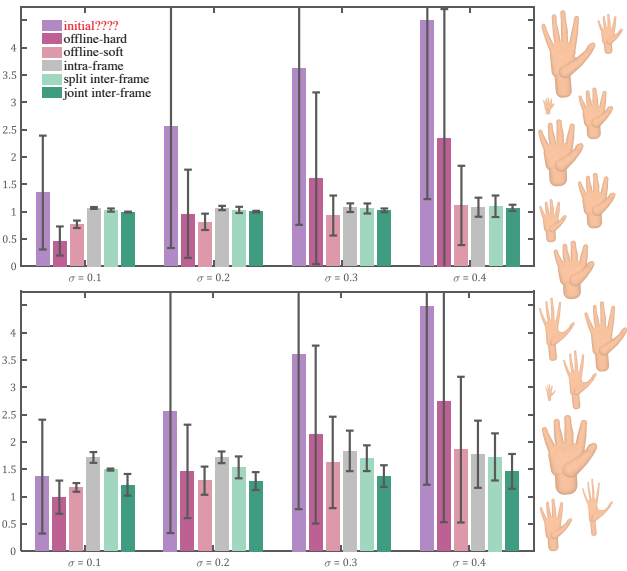 initial????
offline-hard
offline-soft
intra-frame
split inter-frame
joint inter-frame
4
3.5
3
2.5
2
1.5
1
0.5
0
σ = 0.1
σ = 0.2
σ = 0.3
σ = 0.4
4
3.5
3
2.5
2
1.5
1
0.5
0
σ = 0.1
σ = 0.2
σ = 0.3
σ = 0.4